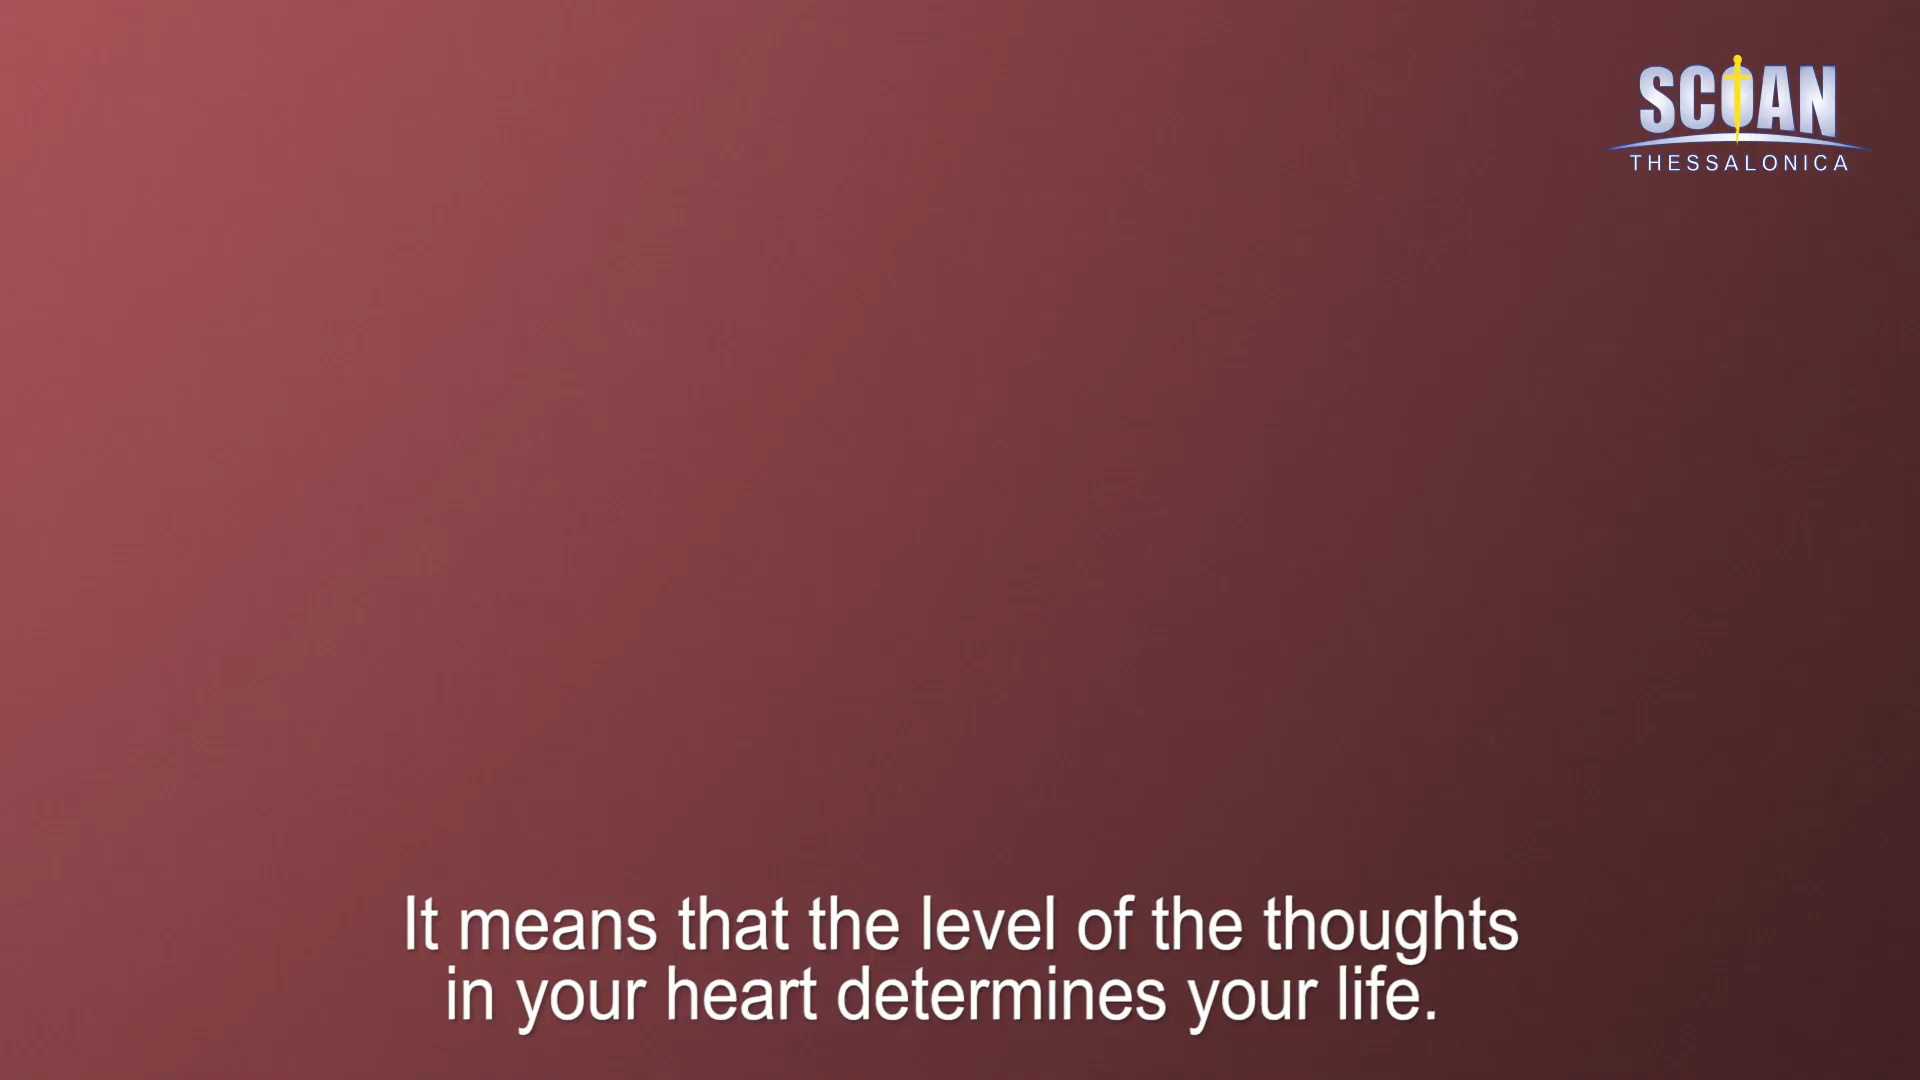 SCOAN
THESSALONICA
It means that the level of the thoughts
in your heart determines your life.